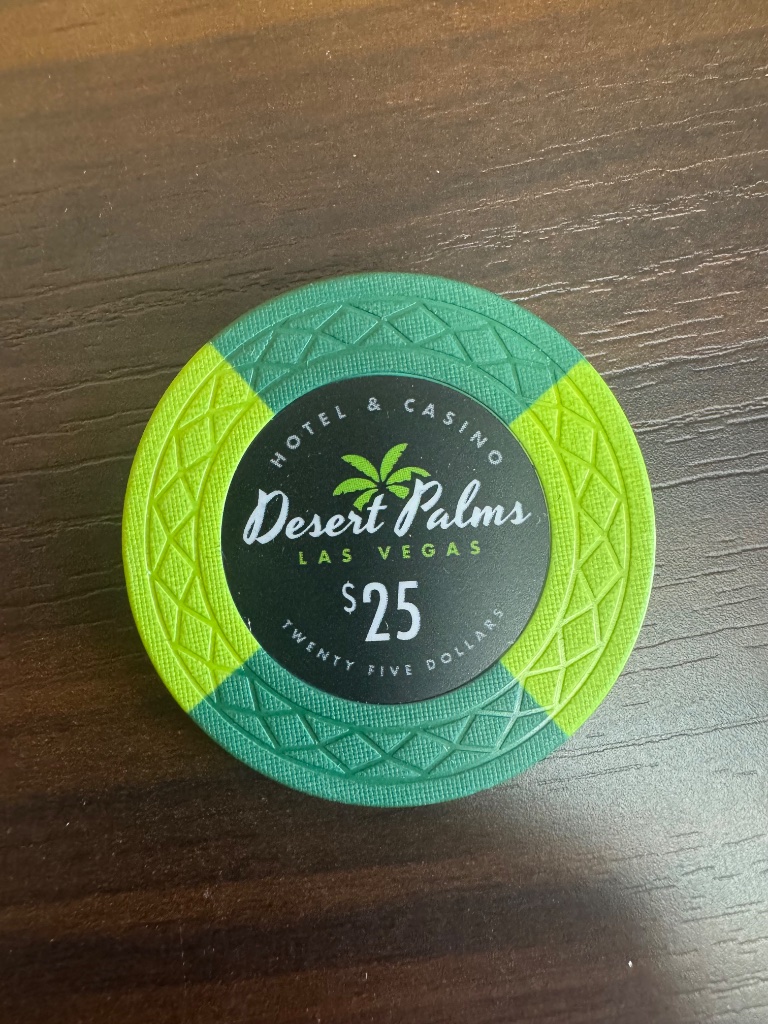 HOTEL & CASINO
Desert Palms
LAS VEGAS
$25
TWENTY FIVE DOLLARS